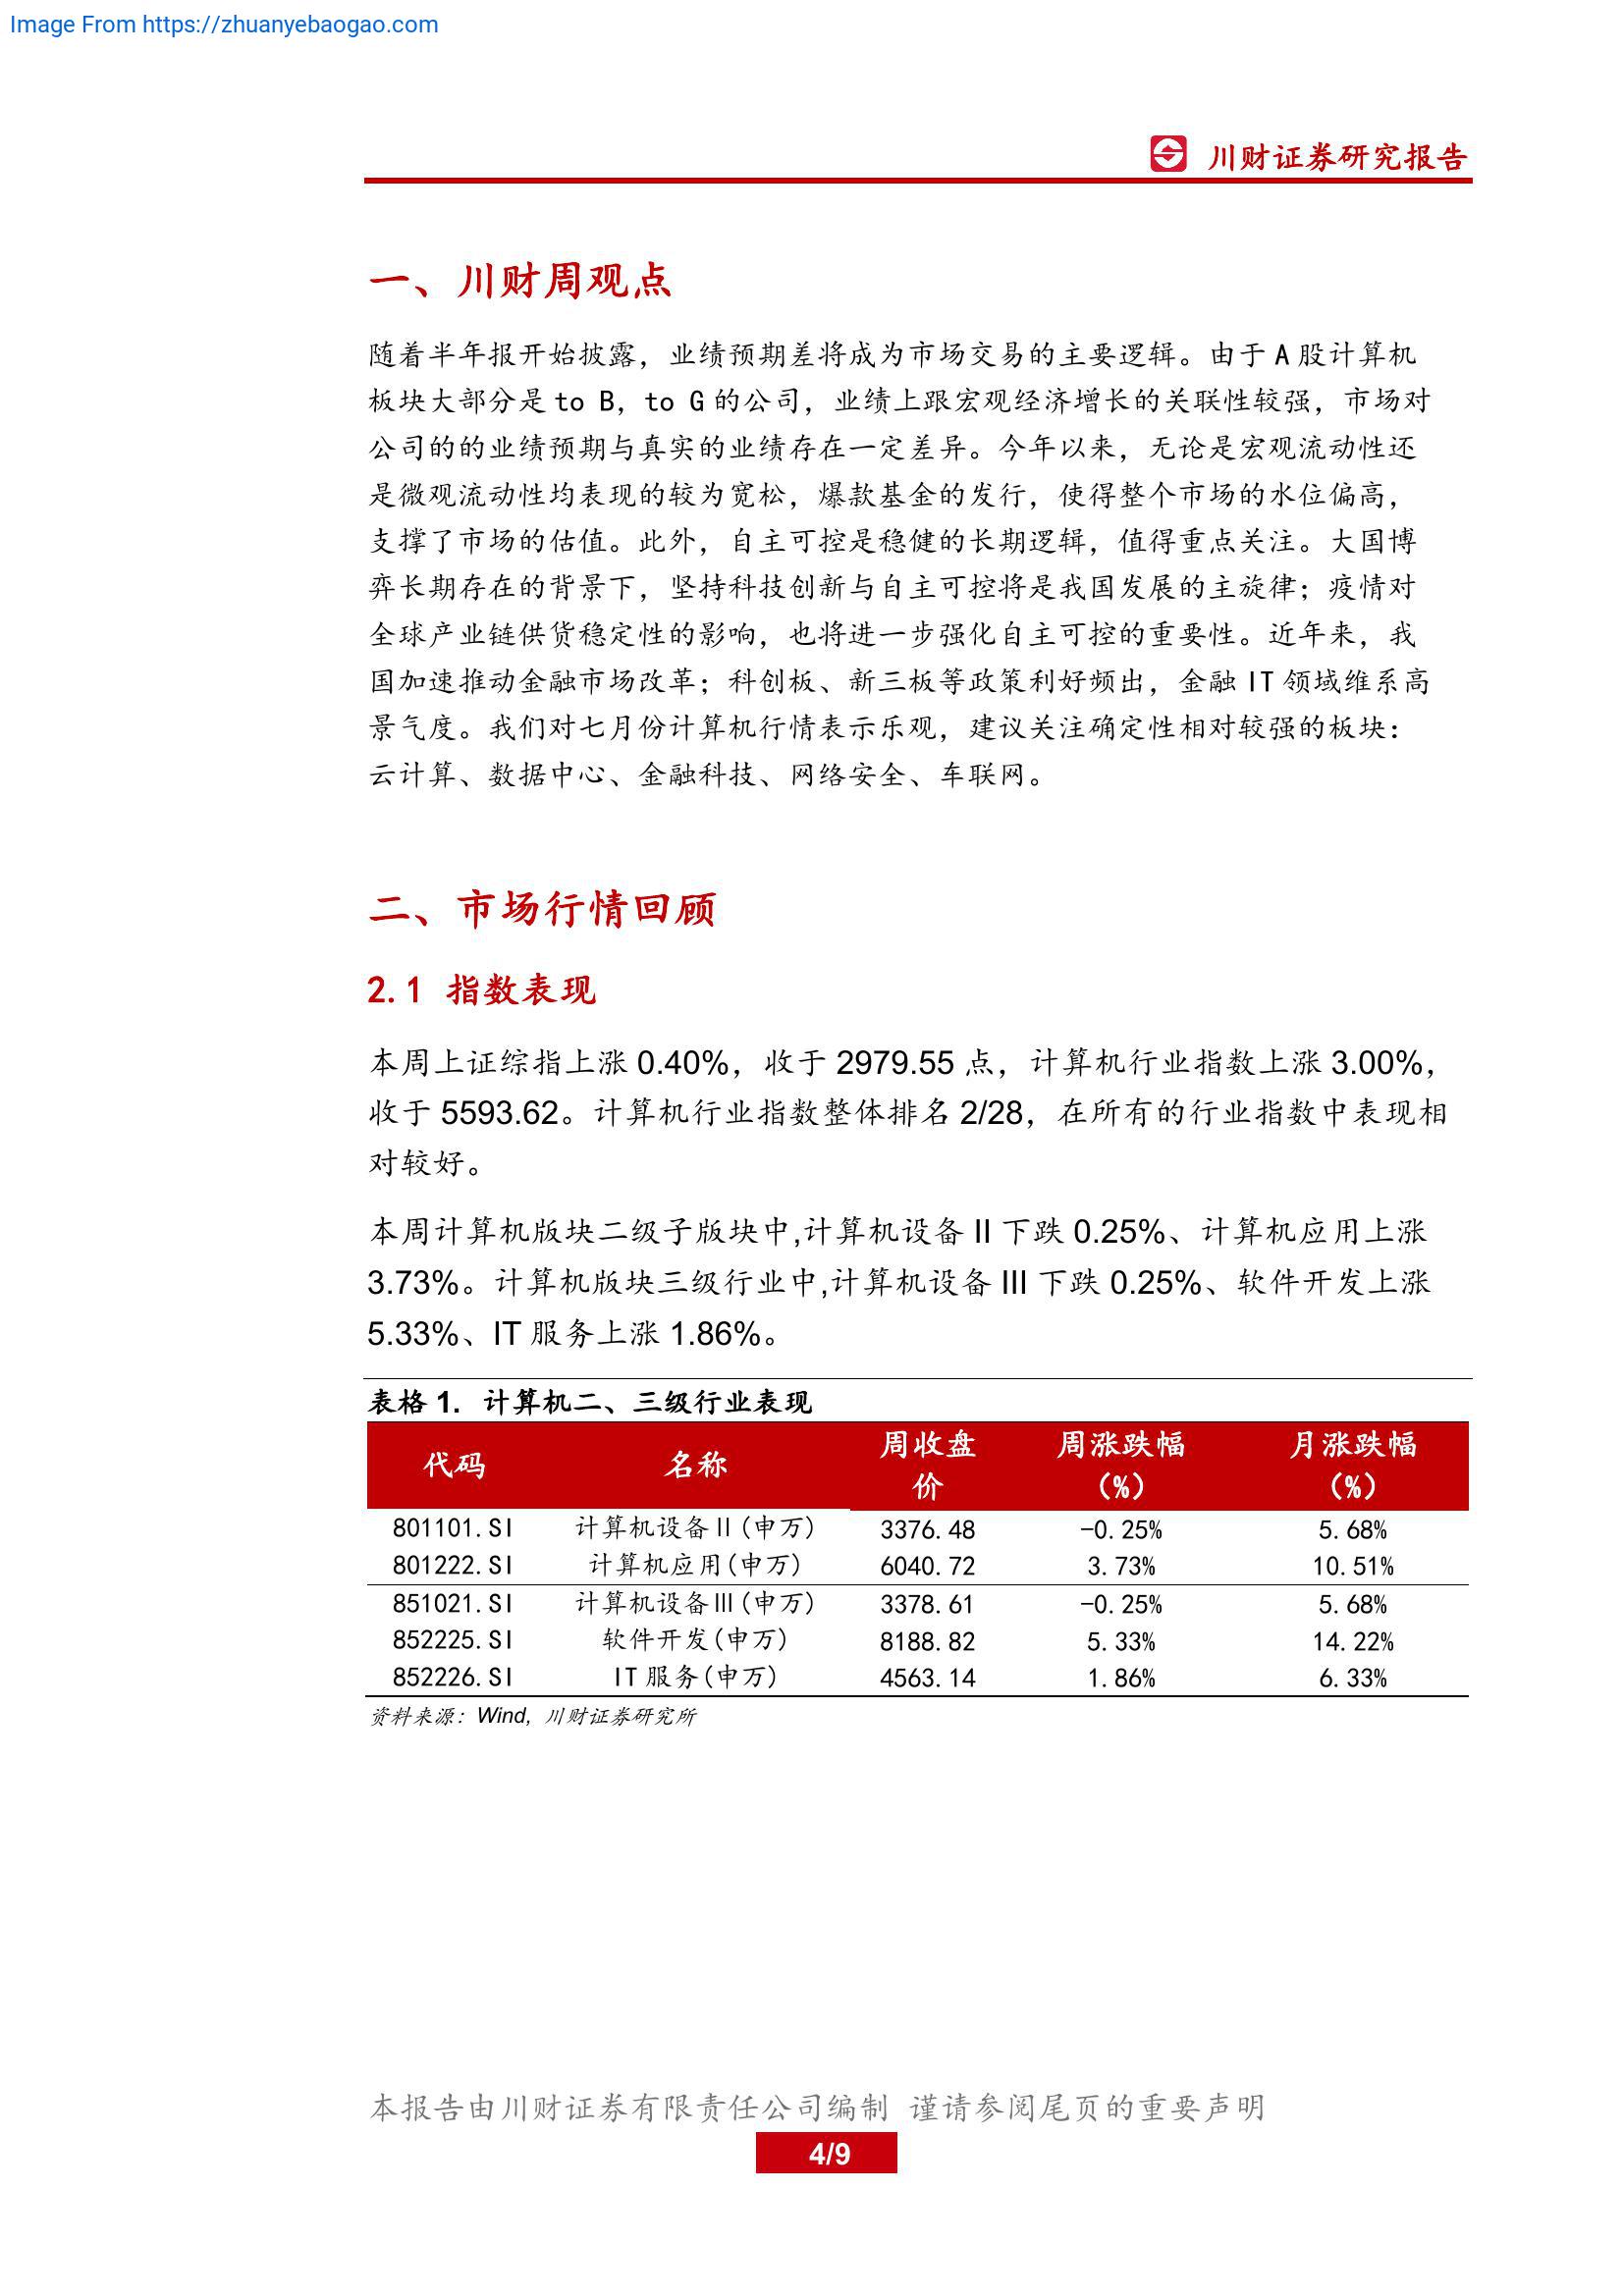 Image From https://zhuanyebaogao.com
川财证券研究报告
一、川财周观点
随着半年报开始披露，业绩预期差将成为市场交易的主要逻辑。由于 A 股计算机
板块大部分是 to B，to G 的公司，业绩上跟宏观经济增长的关联性较强，市场对
公司的的业绩预期与真实的业绩存在一定差异。今年以来，无论是宏观流动性还
是微观流动性均表现的较为宽松，爆款基金的发行，使得整个市场的水位偏高，
支撑了市场的估值。此外，自主可控是稳健的长期逻辑，值得重点关注。大国博
弈长期存在的背景下，坚持科技创新与自主可控将是我国发展的主旋律；疫情对
全球产业链供货稳定性的影响，也将进一步强化自主可控的重要性。近年来，我
国加速推动金融市场改革；科创板、新三板等政策利好频出，金融 IT 领域维系高
景气度。我们对七月份计算机行情表示乐观，建议关注确定性相对较强的板块：
云计算、数据中心、金融科技、网络安全、车联网。
二、市场行情回顾
2.1 指数表现
本周上证综指上涨 0.40%，收于 2979.55 点，计算机行业指数上涨 3.00%，
收于 5593.62。计算机行业指数整体排名 2/28，在所有的行业指数中表现相
对较好。
本周计算机版块二级子版块中,计算机设备 II 下跌 0.25%、计算机应用上涨
3.73%。计算机版块三级行业中,计算机设备 III 下跌 0.25%、软件开发上涨
5.33%、IT 服务上涨 1.86%。
表格 1. 计算机二、三级行业表现
代码 名称 周收盘价 周涨跌幅（%） 月涨跌幅（%）
801101.SI 计算机设备Ⅱ(申万) 3376.48 -0.25% 5.68%
801222.SI 计算机应用(申万) 6040.72 3.73% 10.51%
851021.SI 计算机设备Ⅲ(申万) 3378.61 -0.25% 5.68%
852225.SI 软件开发(申万) 8188.82 5.33% 14.22%
852226.SI IT 服务(申万) 4563.14 1.86% 6.33%
资料来源：Wind, 川财证券研究所
本报告由川财证券有限责任公司编制 谨请参阅尾页的重要声明
4/9